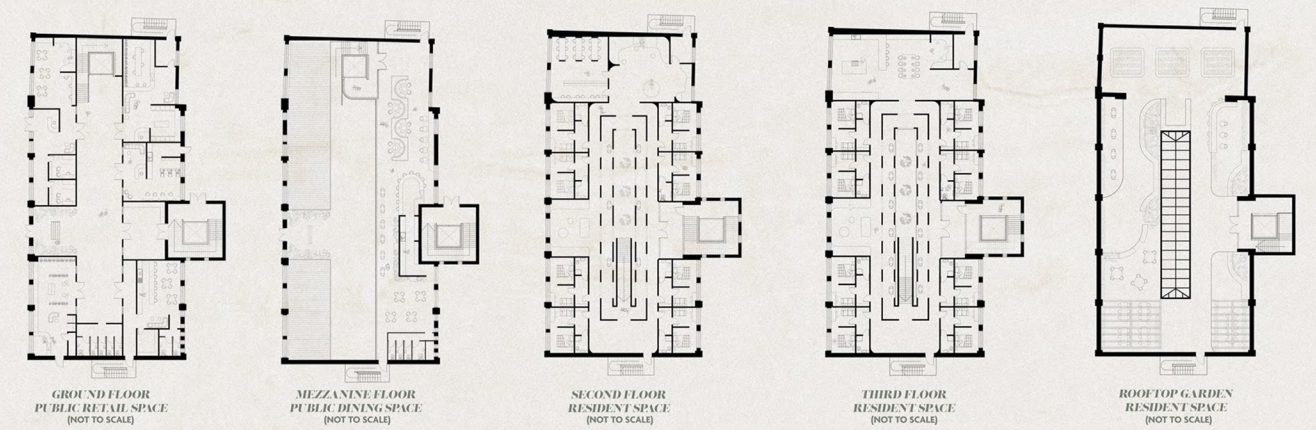 GROUND FLOOR
PUBLIC RETAIL SPACE
(NOT TO SCALE)
MEZZANINE FLOOR
PUBLIC DINING SPACE
(NOT TO SCALE)
SECOND FLOOR
RESIDENT SPACE
(NOT TO SCALE)
THIRD FLOOR
RESIDENT SPACE
(NOT TO SCALE)
ROOFTOP GARDEN
RESIDENT SPACE
(NOT TO SCALE)